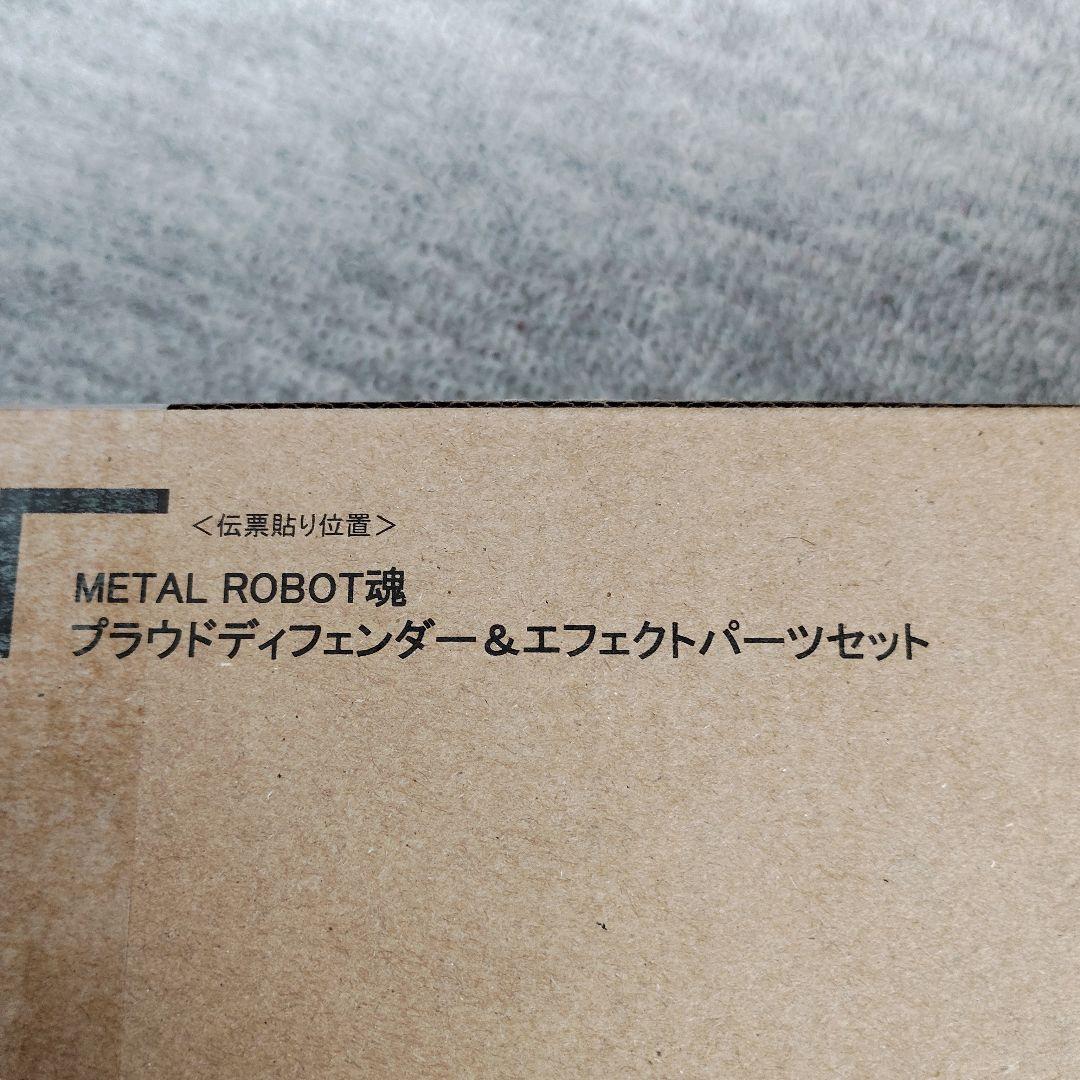 ＜伝票貼り位置＞
METAL ROBOT魂
プラウドディフェンダー＆エフェクトパーツセット